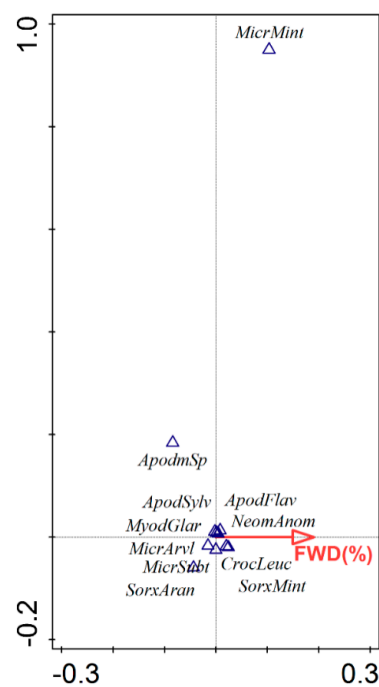 1.0
MicrMint
ApodmSp
ApodSylv ApodFlav
MyodGlar NeomAnom
MicrArvl FWD(%)
MicrSubt CrocLeuc
SorxAran SorxMint
-0.2
-0.3 0.3